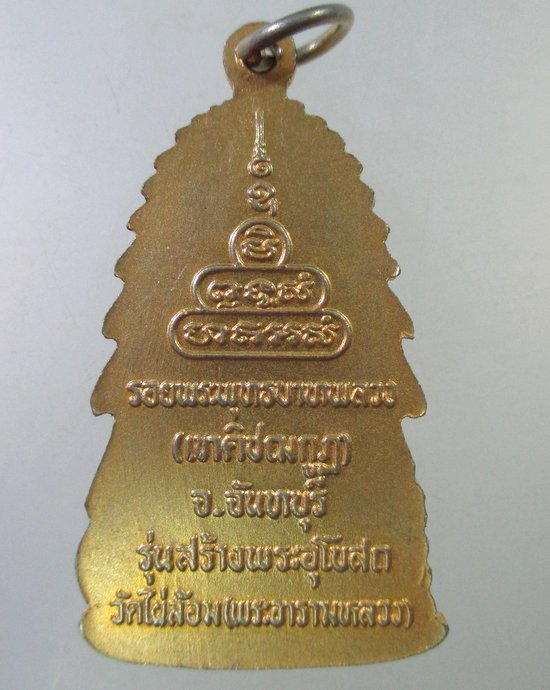 รอยพระพุทธบาทพลวง
(เขาคิชฌกูฏ)
จ.จันทบุรี
รุ่นสร้างพระอุโบสถ
วัดไผ่ล้อม(พระอารามหลวง)